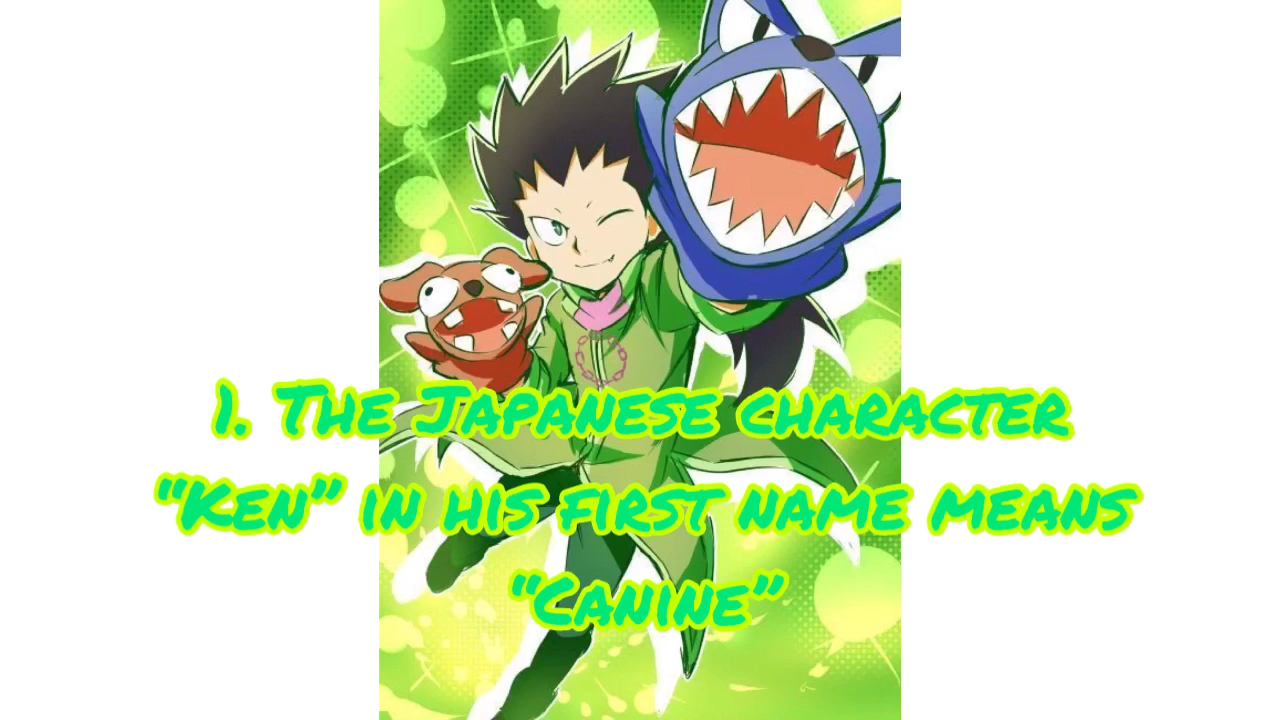 1. The Japanese character
“Ken” in his first name means
“Canine”